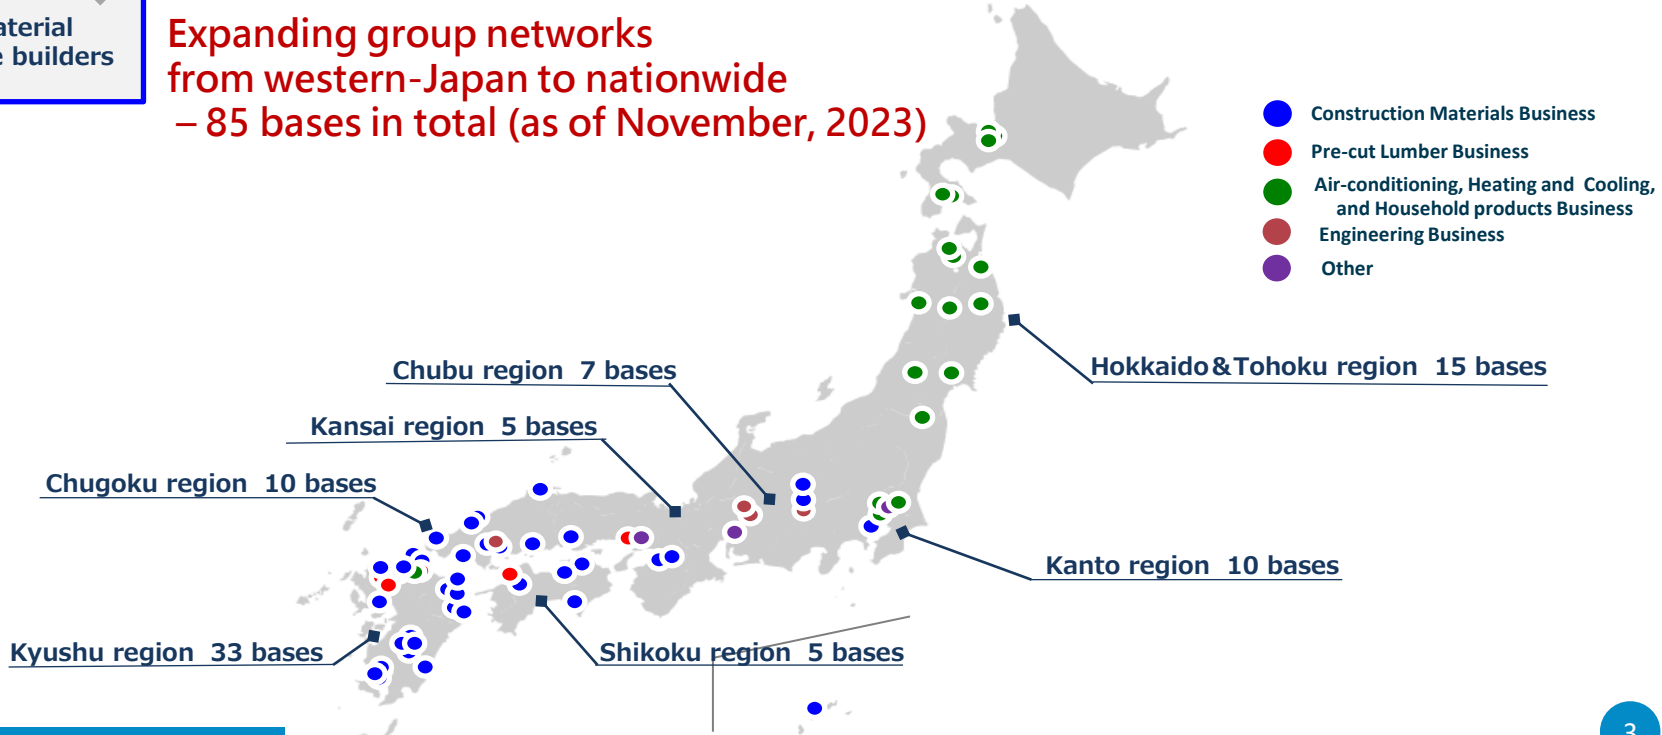 builders
Expanding group networks
from western-Japan to nationwide
– 85 bases in total (as of November, 2023)
Construction Materials Business
Pre-cut Lumber Business
Air-conditioning, Heating and Cooling,
and Household products Business
Engineering Business
Other
Chubu region 7 bases
Hokkaido&Tohoku region 15 bases
Kansai region 5 bases
Chugoku region 10 bases
Kanto region 10 bases
Kyushu region 33 bases
Shikoku region 5 bases
3